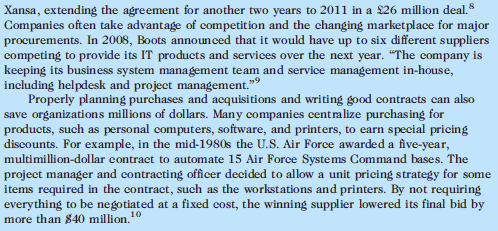 Xansa, extending the agreement for another two years to 2011 in a $26 million deal.8
Companies often take advantage of competition and the changing marketplace for major
procurements. In 2008, Boots announced that it would have up to six different suppliers
competing to provide its IT products and services over the next year. “The company is
keeping its business system management team and service management in-house,
including helpdesk and project management.”9
Properly planning purchases and acquisitions and writing good contracts can also
save organizations millions of dollars. Many companies centralize purchasing for
products, such as personal computers, software, and printers, to earn special pricing
discounts. For example, in the mid-1980s the U.S. Air Force awarded a five-year,
multimillion-dollar contract to automate 15 Air Force Systems Command bases. The
project manager and contracting officer decided to allow a unit pricing strategy for some
items required in the contract, such as the workstations and printers. By not requiring
everything to be negotiated at a fixed cost, the winning supplier lowered its final bid by
more than $40 million.10